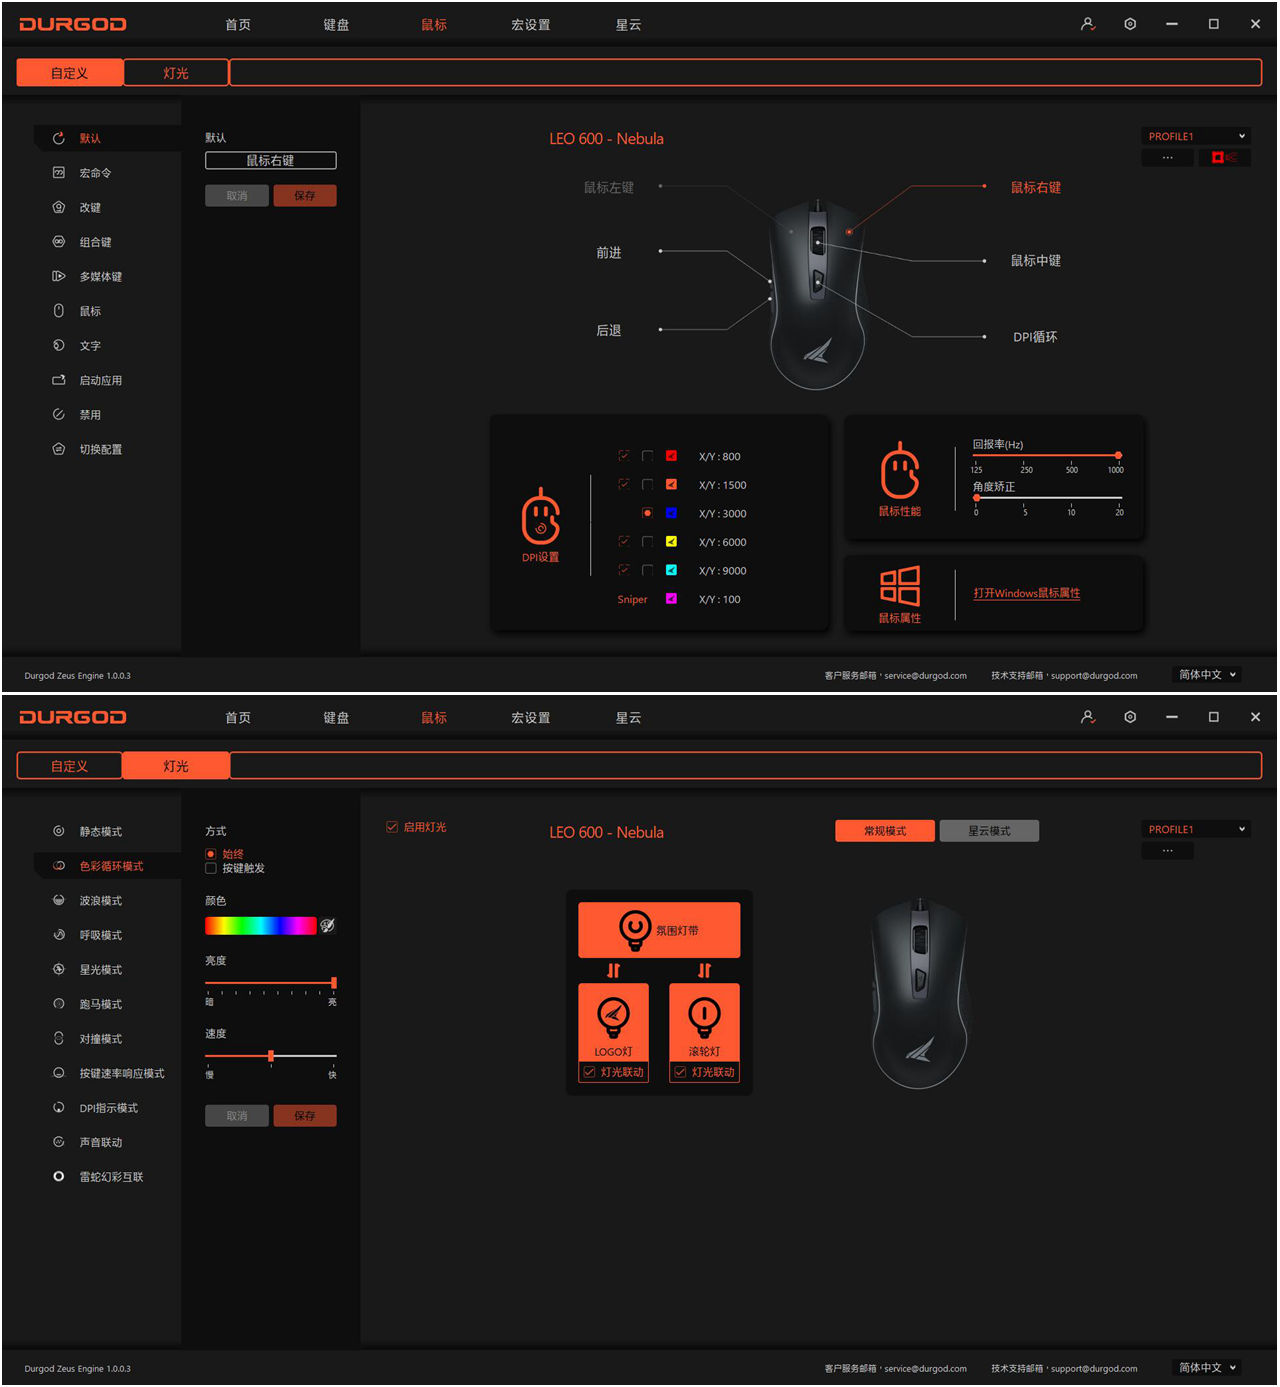 DURGOD 首页 键盘 鼠标 宏设置 星云
自定义 灯光
默认
宏命令
改键
组合键
多媒体键
鼠标
文字
启动应用
禁用
切换配置
默认
鼠标右键
取消 保存
LEO 600 - Nebula
PROFILE1
...
鼠标左键
前进
后退
鼠标右键
鼠标中键
DPI循环
DPI设置
X/Y : 800
X/Y : 1500
X/Y : 3000
X/Y : 6000
X/Y : 9000
Sniper X/Y : 100
鼠标性能
回报率(Hz)
125 250 500 1000
角度矫正
0 5 10 20
鼠标属性
打开Windows鼠标属性
Durgod Zeus Engine 1.0.0.3 客户服务邮箱，service@durgod.com 技术支持邮箱，support@durgod.com 简体中文
DURGOD 首页 键盘 鼠标 宏设置 星云
自定义 灯光
静态模式
色彩循环模式
波浪模式
呼吸模式
星光模式
跑马模式
对撞模式
按键速率响应模式
DPI指示模式
声音联动
雷蛇幻彩互联
方式
始终
按键触发
颜色
亮度
暗 亮
速度
慢 快
取消 保存
启用灯光
LEO 600 - Nebula
常规模式 星云模式
PROFILE1
...
氛围灯带
LOGO灯
灯光联动
滚轮灯
灯光联动
Durgod Zeus Engine 1.0.0.3 客户服务邮箱，service@durgod.com 技术支持邮箱，support@durgod.com 简体中文